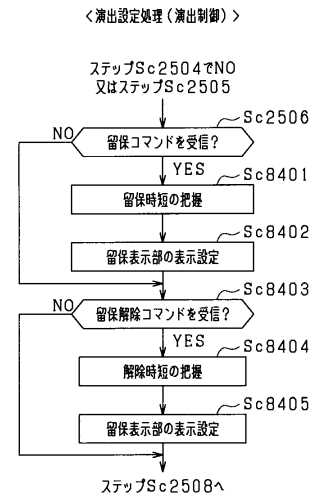 <演出設定処理(演出制御)>
ステップSc2504でNO
又はステップSc2505
Sc2506
NO
留保コマンドを受信?
YES
Sc8401
留保時短の把握
Sc8402
留保表示部の表示設定
Sc8403
NO
留保解除コマンドを受信?
YES
Sc8404
解除時短の把握
Sc8405
留保表示部の表示設定
ステップSc2508へ